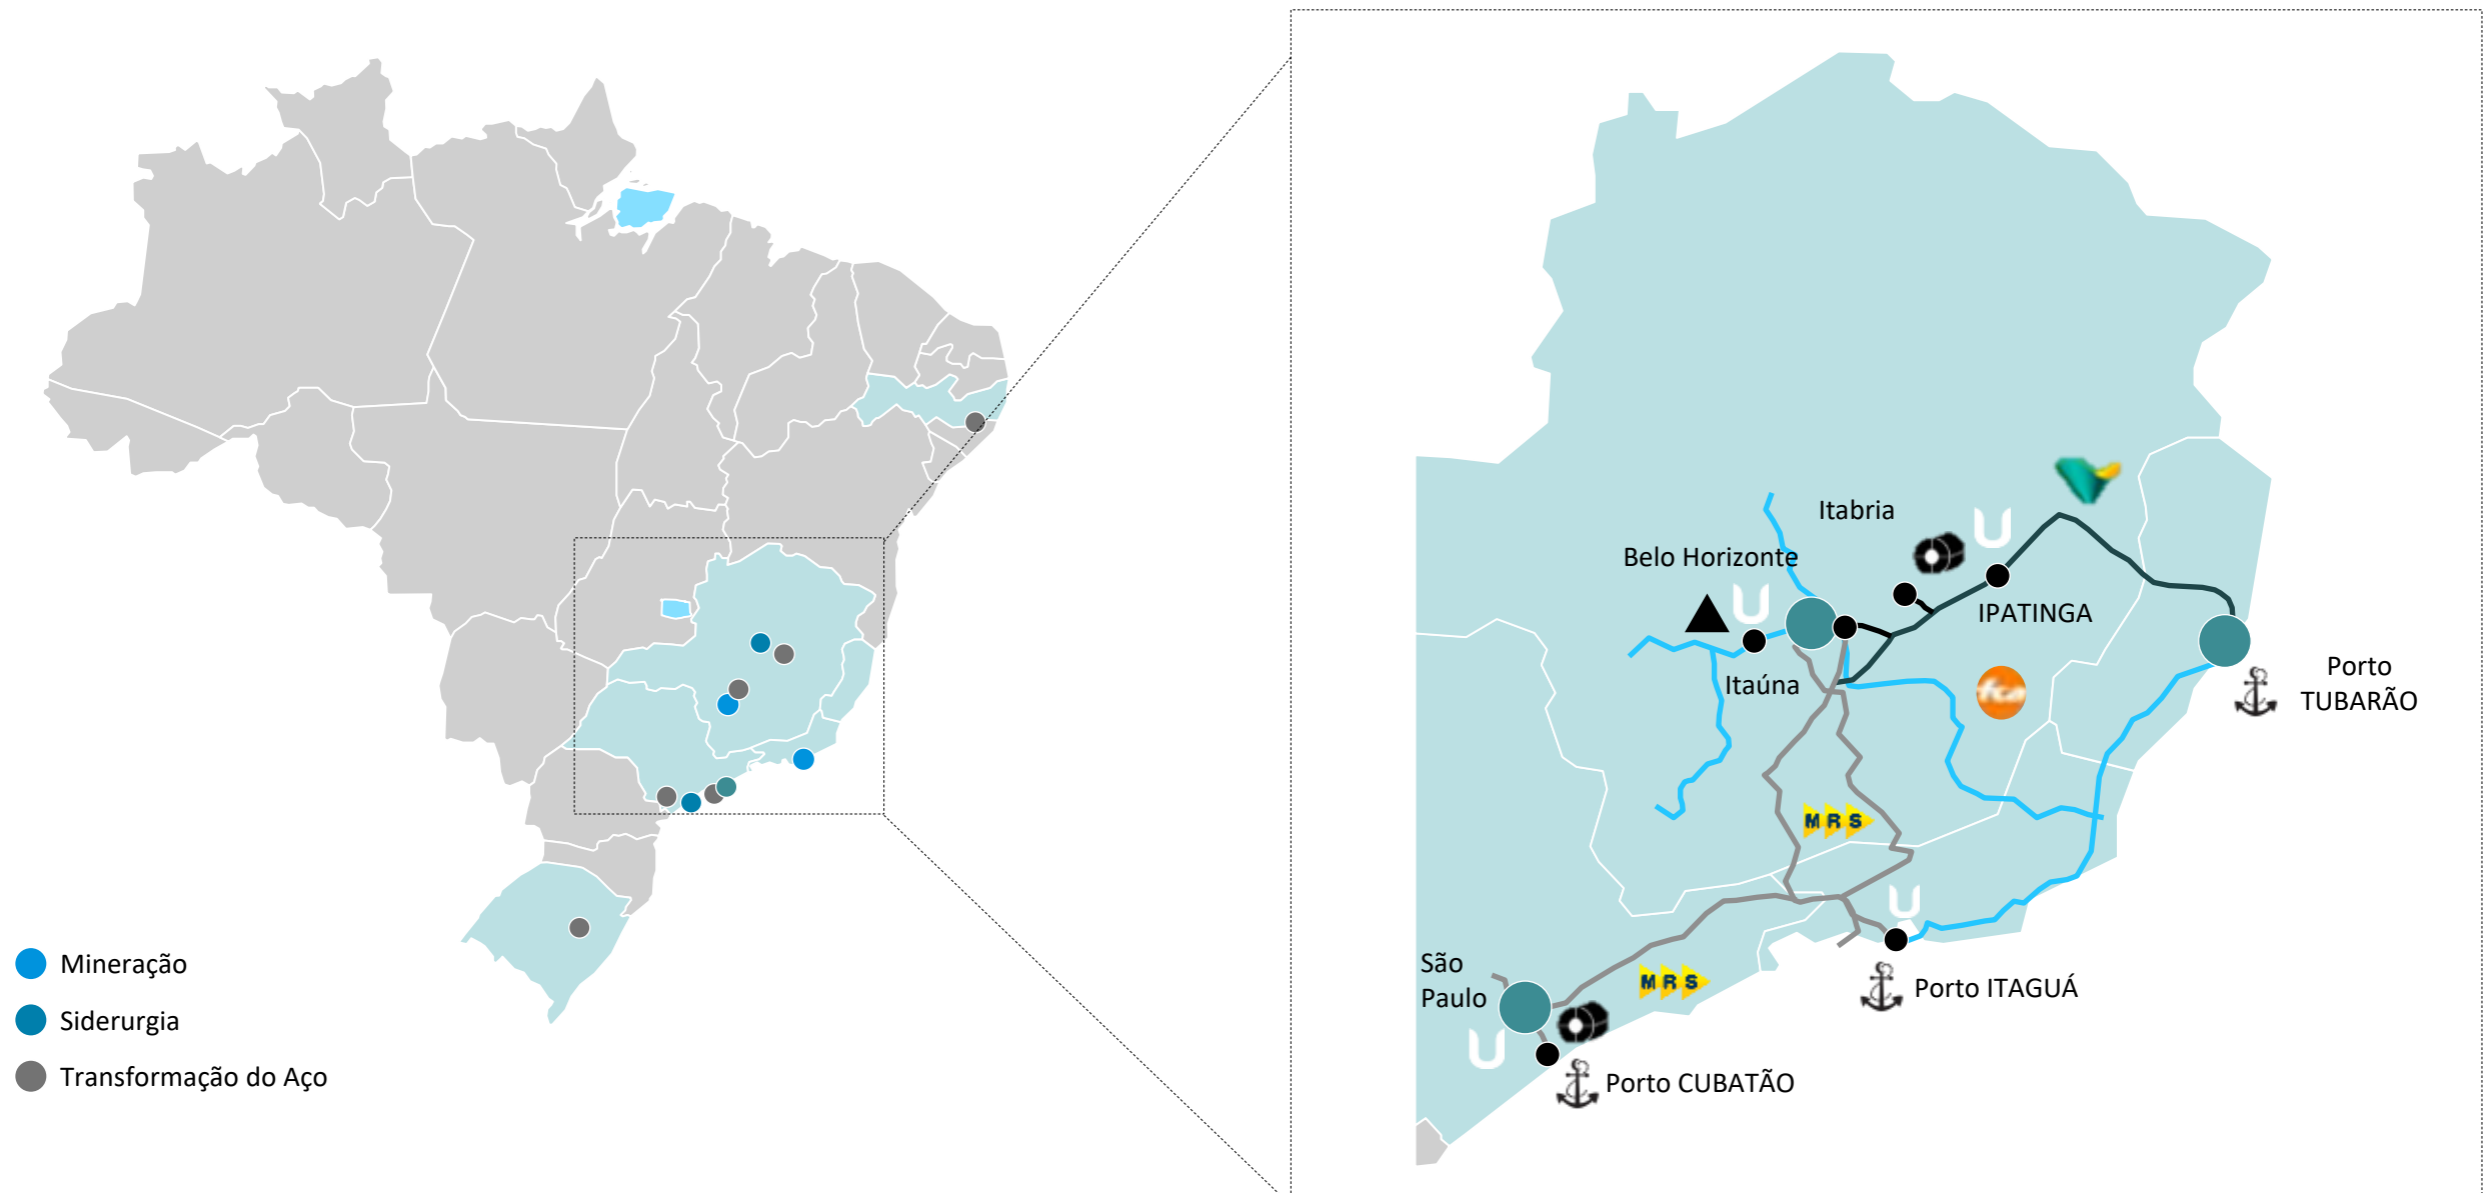 Mineração
Siderurgia
Transformação do Aço
Itabria
Belo Horizonte
IPATINGA
Itaúna
Porto
TUBARÃO
MRS
São
Paulo
MRS
Porto ITAGUÁ
Porto CUBATÃO
U
U
U
U
fca